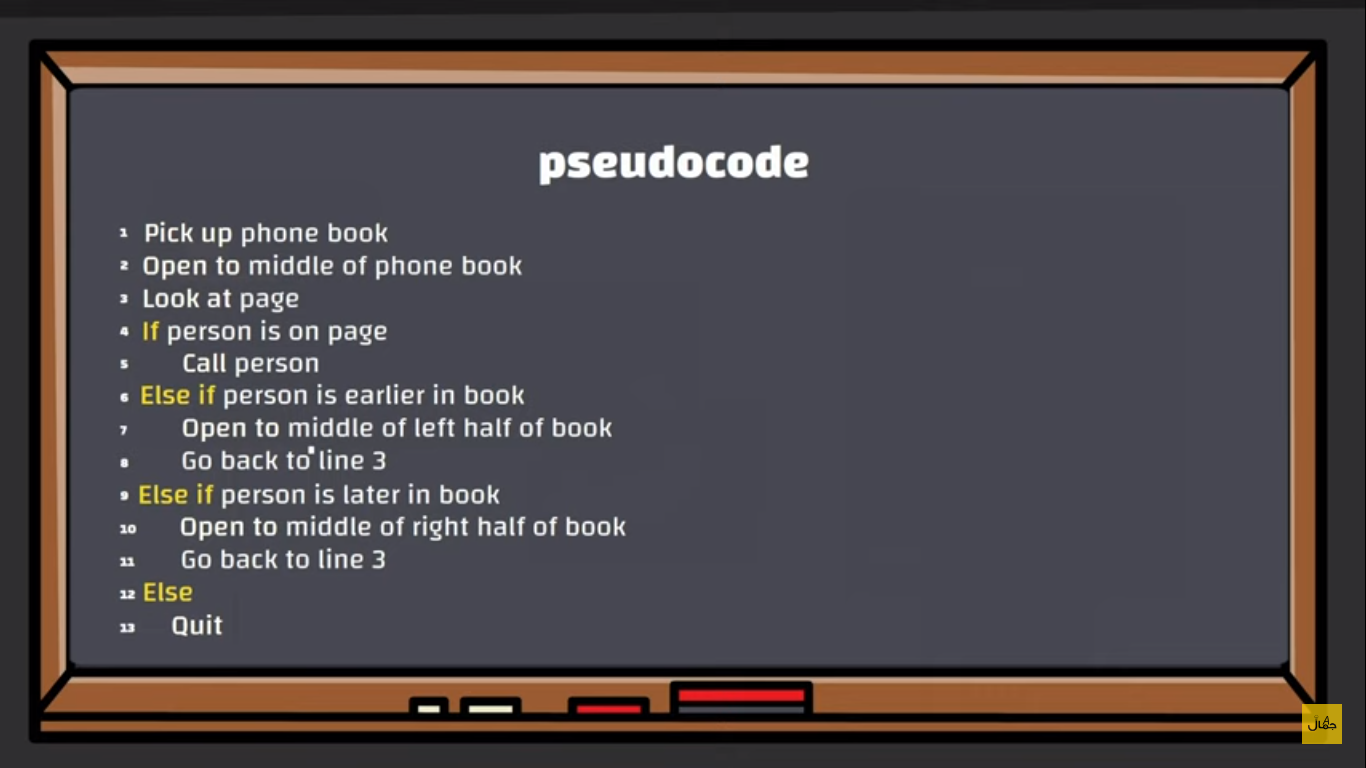 pseudocode
1 Pick up phone book
2 Open to middle of phone book
3 Look at page
4 If person is on page
5 Call person
6 Else if person is earlier in book
7 Open to middle of left half of book
8 Go back to line 3
9 Else if person is later in book
10 Open to middle of right half of book
11 Go back to line 3
12 Else
13 Quit